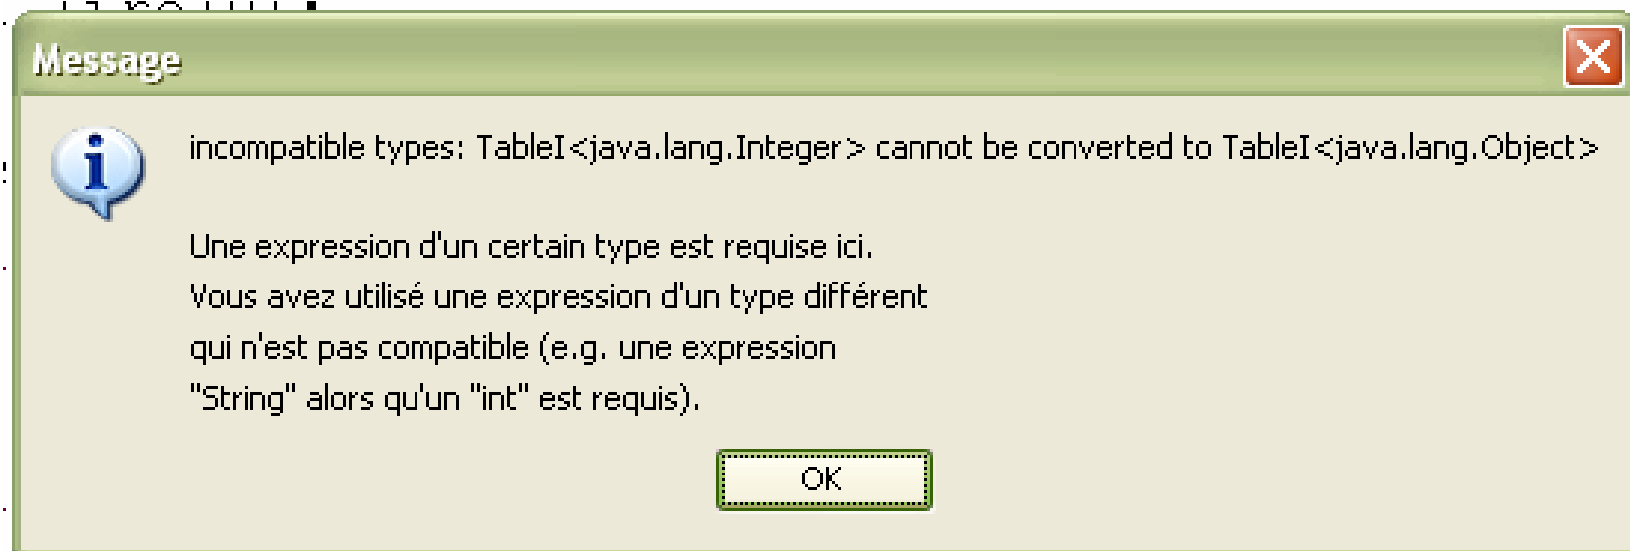 Message
incompatible types: TableI<java.lang.Integer> cannot be converted to TableI<java.lang.Object>
Une expression d'un certain type est requise ici.
Vous avez utilisé une expression d'un type différent
qui n'est pas compatible (e.g. une expression
"String" alors qu'un "int" est requis).
OK